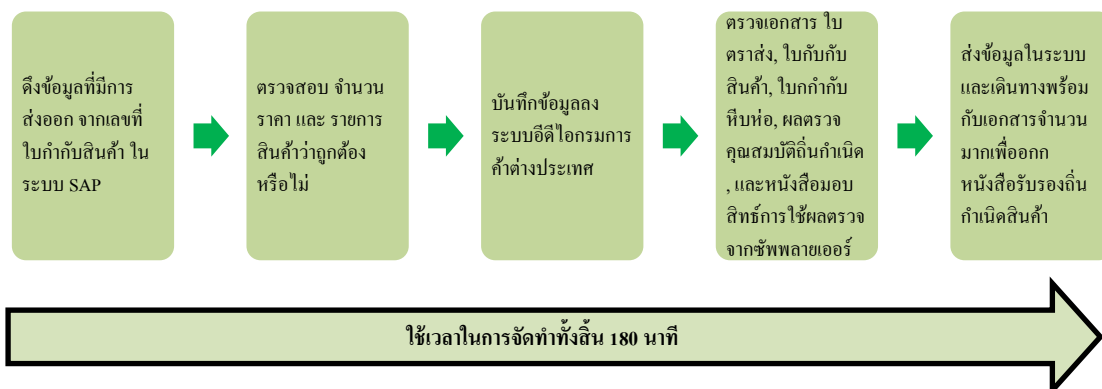 ดึงข้อมูลที่มีการ
ส่งออก จากเลขที่
ใบกำกับสินค้า ใน
ระบบ SAP
ตรวจสอบ จำนวน
ราคา และ รายการ
สินค้าว่าถูกต้อง
หรือไม่
บันทึกข้อมูลลง
ระบบอีดีไอกรมการ
ค้าต่างประเทศ
ตรวจเอกสาร ใบ
ตราส่ง, ใบกับกับ
สินค้า, ใบกกำกับ
หีบห่อ, ผลตรวจ
คุณสมบัติถิ่นกำเนิด
, และหนังสือมอบ
สิทธ์การใช้ผลตรวจ
จากซัพพลายเออร์
ส่งข้อมูลในระบบ
และเดินทางพร้อม
กับเอกสารจำนวน
มากเพื่ออกก
หนังสือรับรองถิ่น
กำเนิดสินค้า
ใช้เวลาในการจัดทำทั้งสิ้น 180 นาที